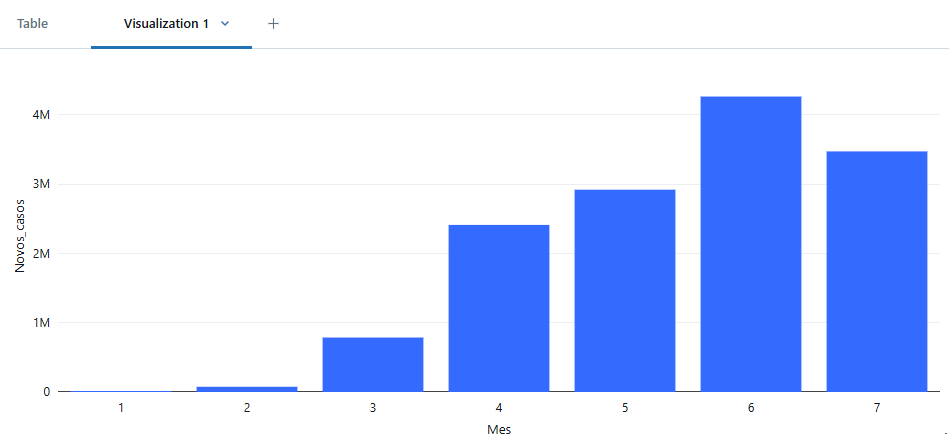 Table Visualization 1 +
4M
3M
2M
1M
0
Novos_casos
1 2 3 4 5 6 7
Mes